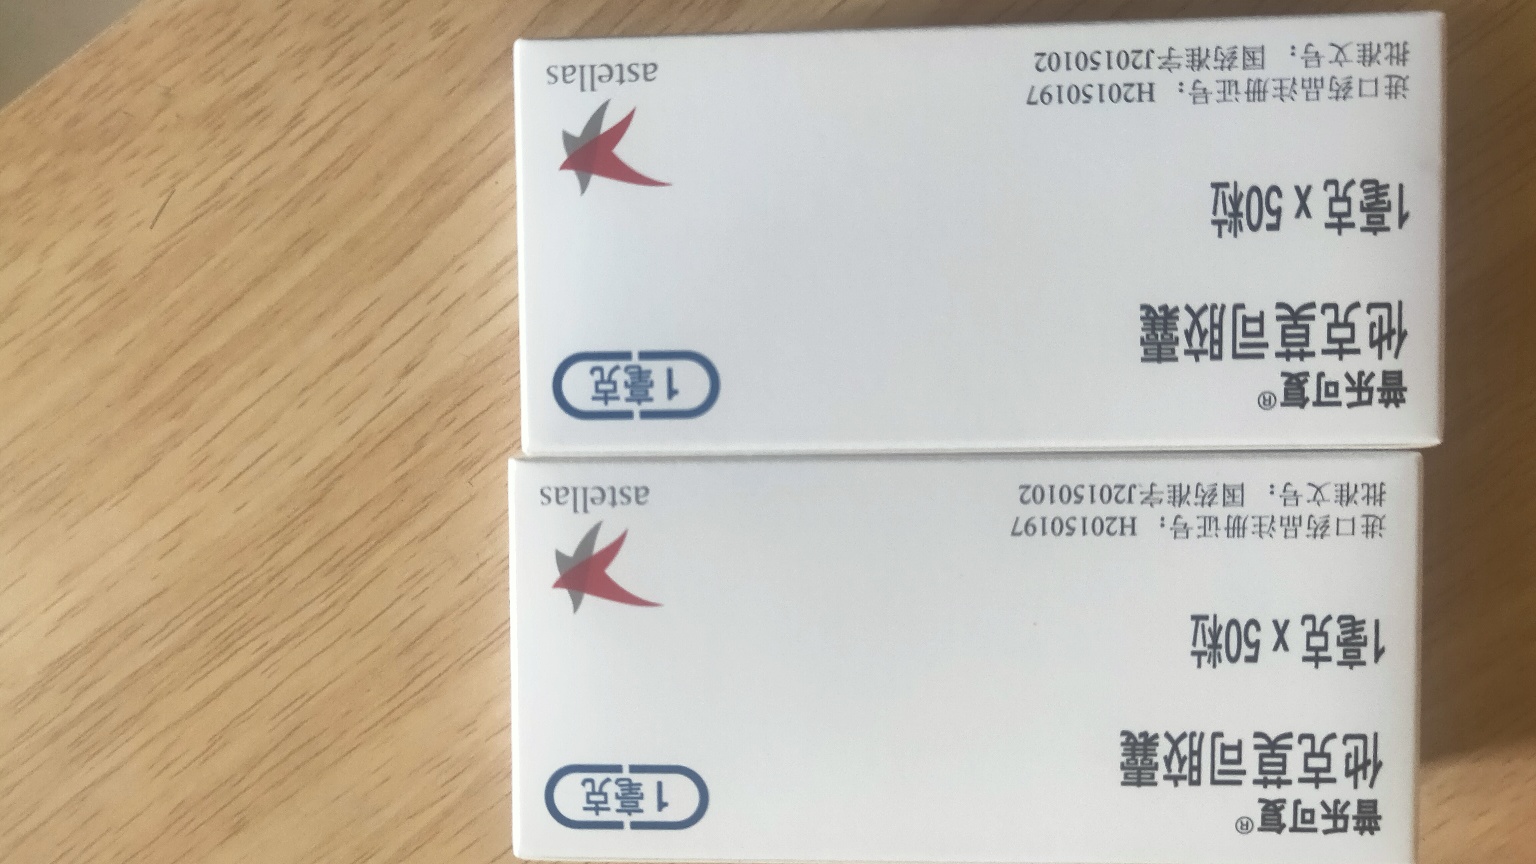 普乐可复®
他克莫司胶囊
1毫克
1毫克 x 50粒
进口药品注册证号: H20150197
批准文号: 国药准字J20150102
astellas
普乐可复®
他克莫司胶囊
1毫克
1毫克 x 50粒
进口药品注册证号: H20150197
批准文号: 国药准字J20150102
astellas